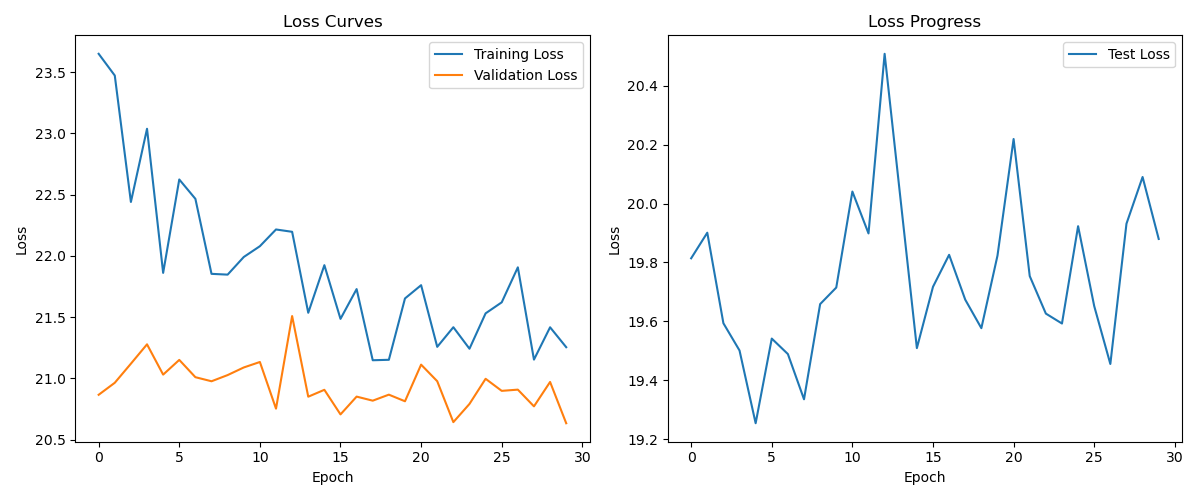 Loss Curves
Training Loss
Validation Loss
23.5
23.0
22.5
22.0
21.5
21.0
20.5
Loss
0 5 10 15 20 25 30
Epoch
Loss Progress
Test Loss
20.4
20.2
20.0
19.8
19.6
19.4
19.2
Loss
0 5 10 15 20 25 30
Epoch